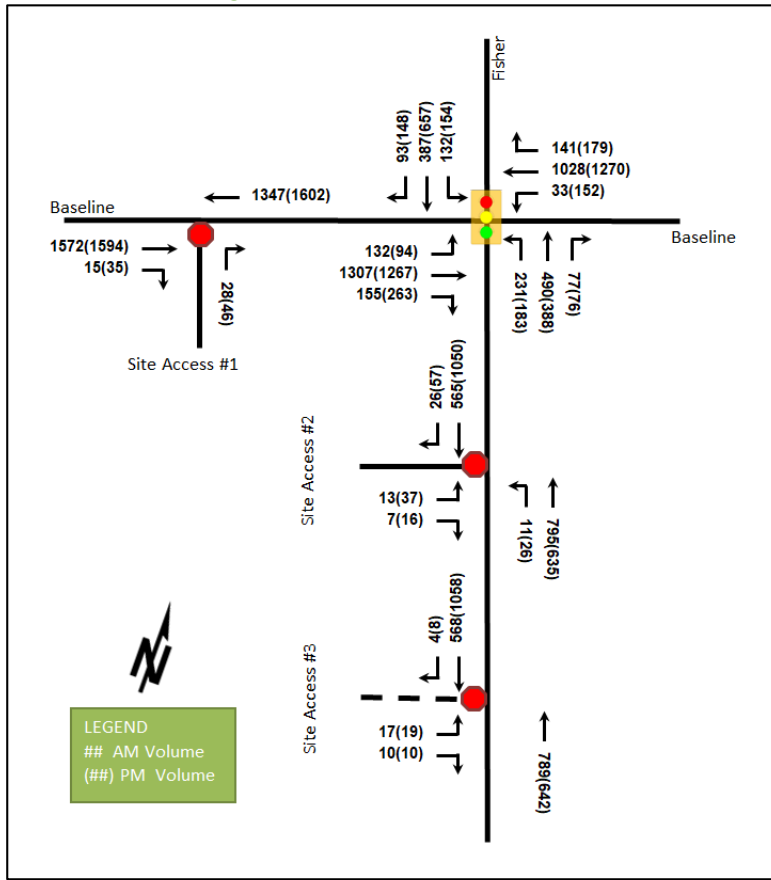 Fisher
93(148)
387(657)
132(154)
141(179)
1028(1270)
33(152)
1347(1602)
Baseline
Baseline
1572(1594)
15(35)
28(46)
132(94)
1307(1267)
155(263)
231(183)
490(388)
77(76)
Site Access #1
26(57)
565(1050)
Site Access #2
13(37)
7(16)
11(26)
795(635)
4(8)
568(1058)
Site Access #3
17(19)
10(10)
789(642)
N
LEGEND
## AM Volume
(##) PM Volume